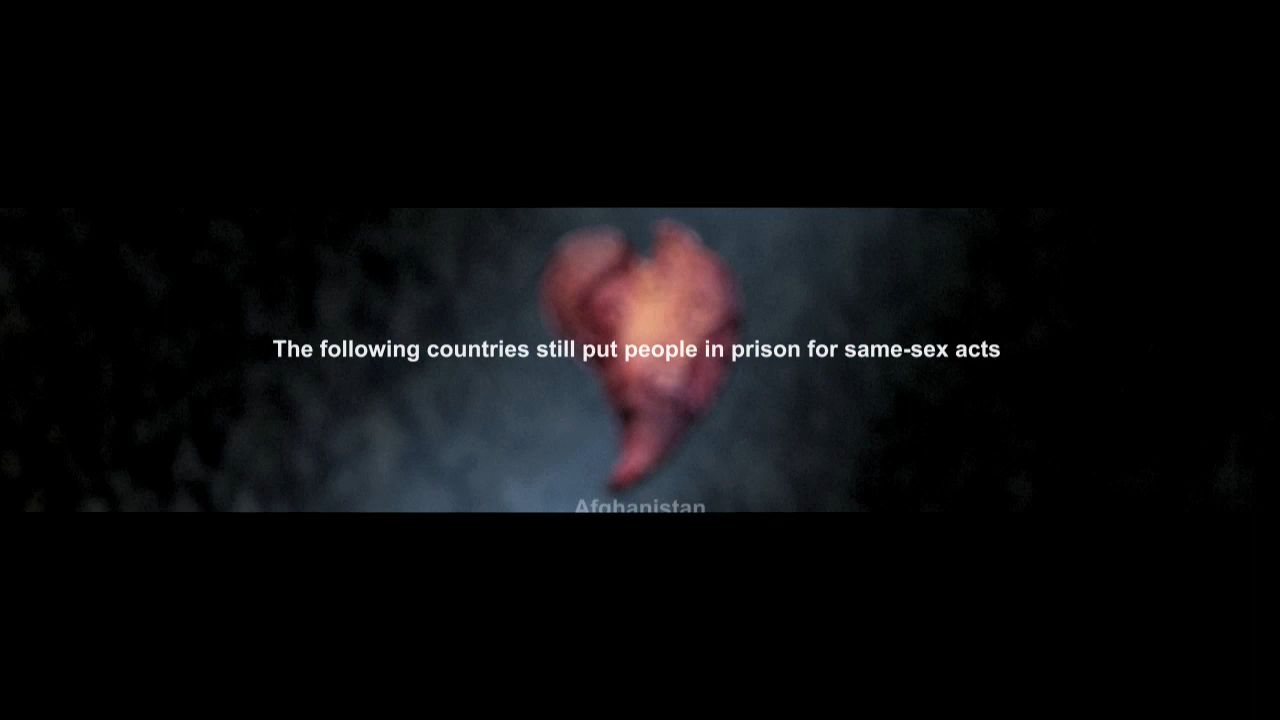 The following countries still put people in prison for same-sex acts
Afghanistan